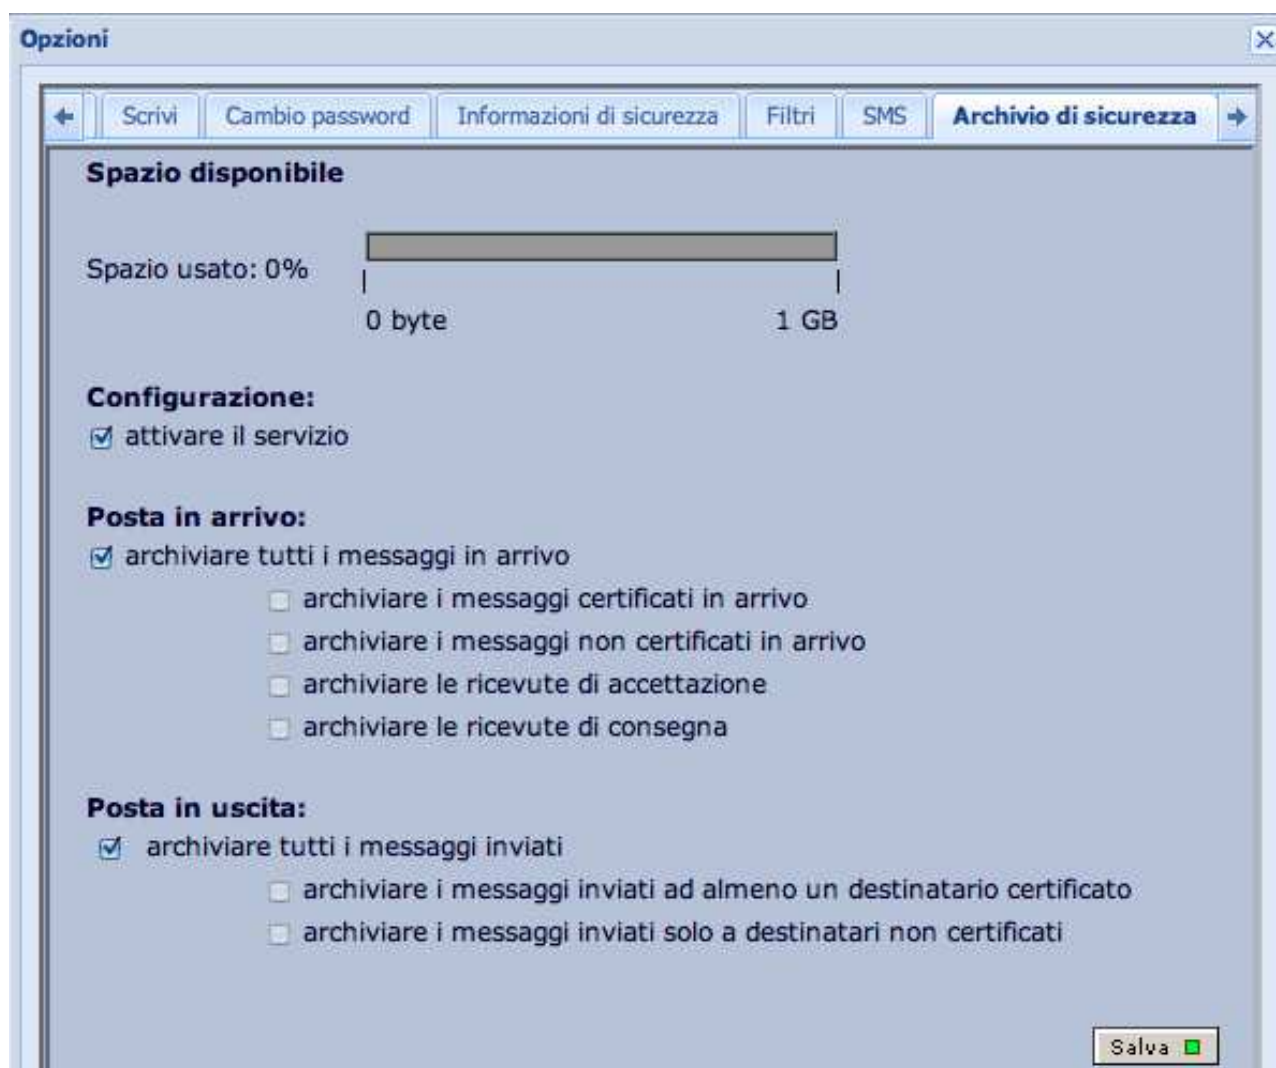 Opzioni
Scrivi Cambio password Informazioni di sicurezza Filtri SMS Archivio di sicurezza
Spazio disponibile
Spazio usato: 0%
0 byte 1 GB
Configurazione:
attivare il servizio
Posta in arrivo:
archiviare tutti i messaggi in arrivo
archiviare i messaggi certificati in arrivo
archiviare i messaggi non certificati in arrivo
archiviare le ricevute di accettazione
archiviare le ricevute di consegna
Posta in uscita:
archiviare tutti i messaggi inviati
archiviare i messaggi inviati ad almeno un destinatario certificato
archiviare i messaggi inviati solo a destinatari non certificati
Salva